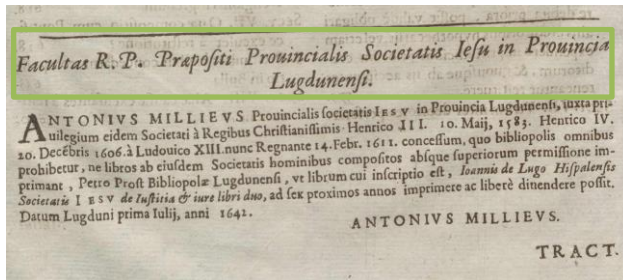 Facultas R. P. Præpoſiti Prouincialis Societatis Ieſu in Prouincia
Lugdunenſi.
ANTONIVS MILLIEVS Prouincialis ſocietatis IESV in Prouincia Lugdunenſi, iuxta pri-
uilegium eidem Societati à Regibus Chriſtianiſſimis Henrico III. 10. Maij, 1583. Henrico IV.
20. Decẽbris 1606. à Ludouico XIII. nunc Regnante 14. Febr. 1611. conceſſum, quo bibliopolis omnibus
prohibetur, ne libros ab eiuſdem Societatis hominibus compoſitos abſque ſuperiorum permiſſione im-
primant, Petro Proſt Bibliopolæ Lugdunenſi, vt librum cui inſcriptio eſt, Ioannis de Lugo Hiſpalenſis
Societatis IESV de Iuſtitia & iure libri duo, ad ſex proximos annos imprimere ac liberè diuendere poſſit.
Datum Lugduni prima Iulij, anni 1642.
ANTONIVS MILLIEVS.
TRACT.